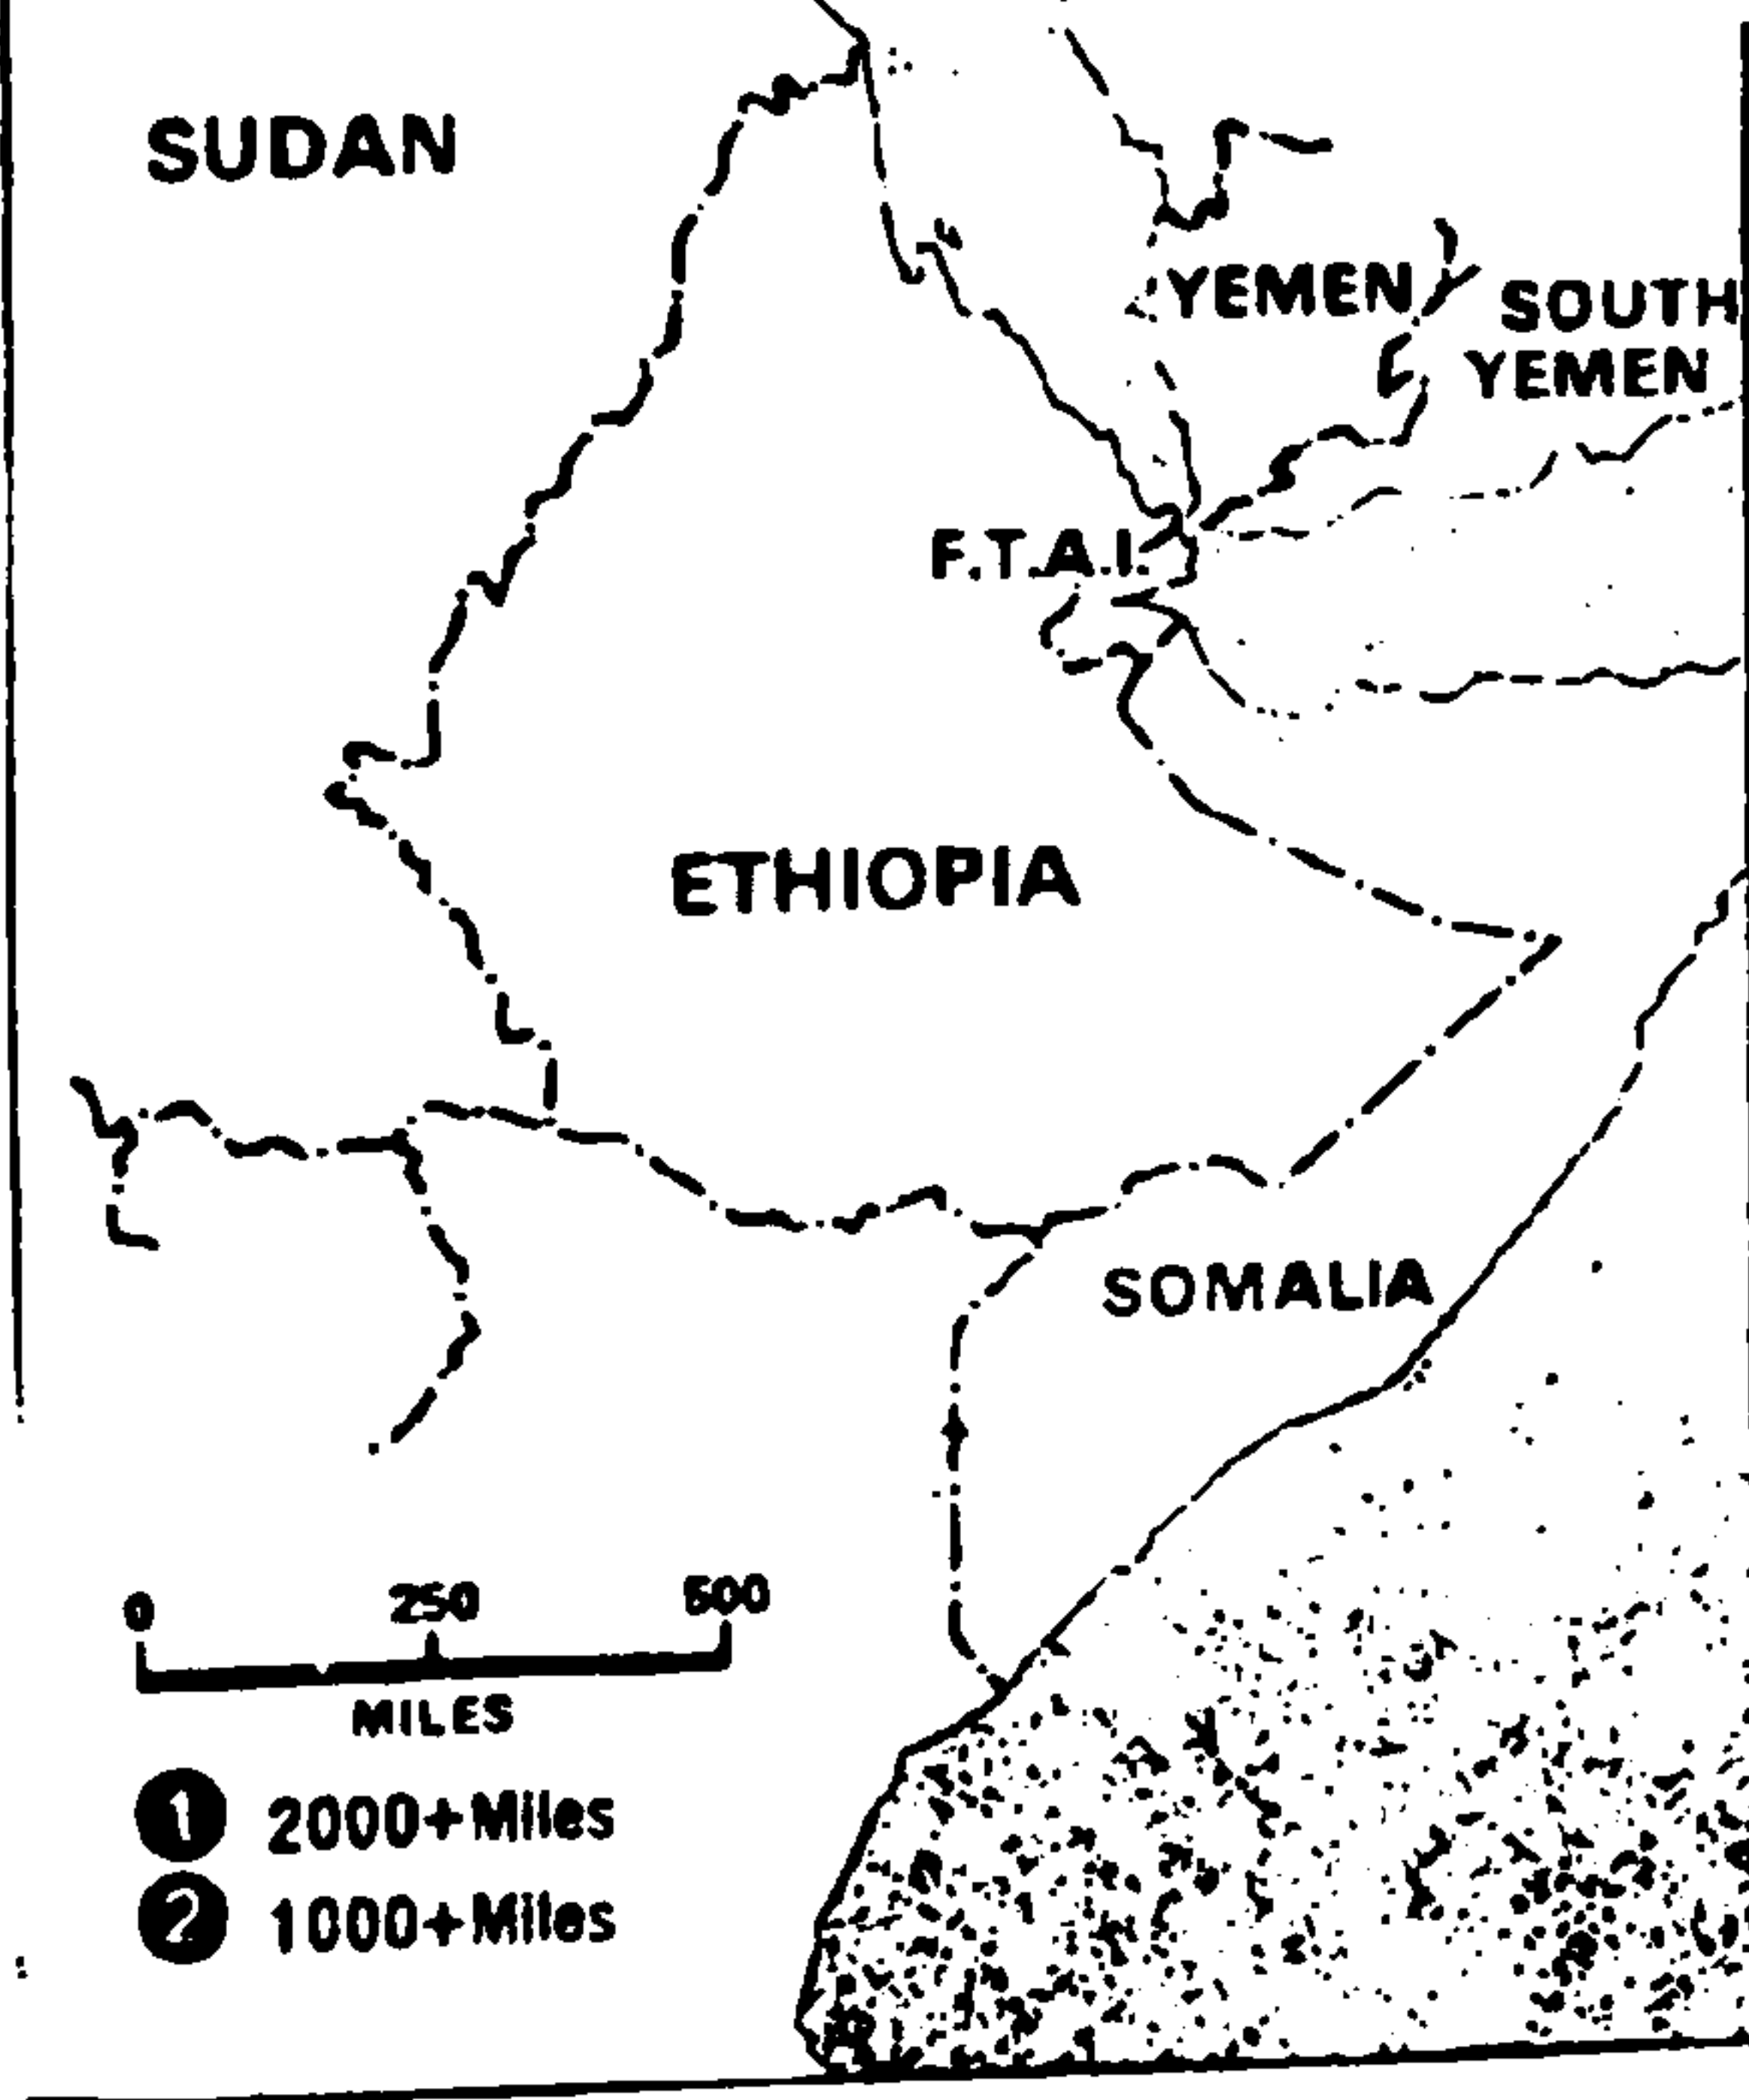 SUDAN
YEMEN
SOUTH
YEMEN
F.T.A.I.
ETHIOPIA
SOMALIA
0 250 500
MILES
1 2000+Miles
2 1000+Miles